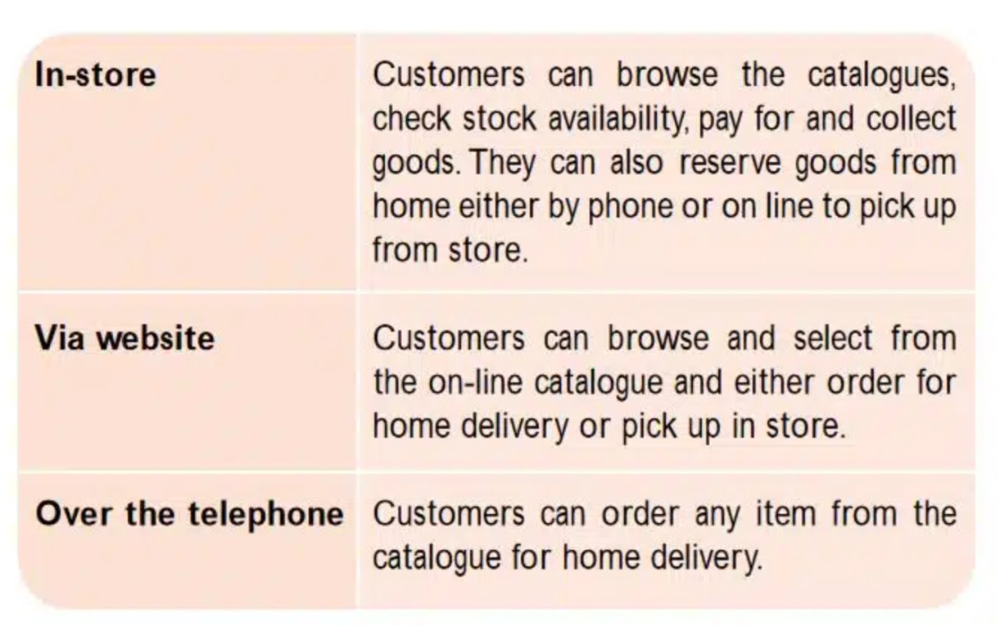 In-store
Customers can browse the catalogues,
check stock availability, pay for and collect
goods. They can also reserve goods from
home either by phone or on line to pick up
from store.
Via website
Customers can browse and select from
the on-line catalogue and either order for
home delivery or pick up in store.
Over the telephone
Customers can order any item from the
catalogue for home delivery.